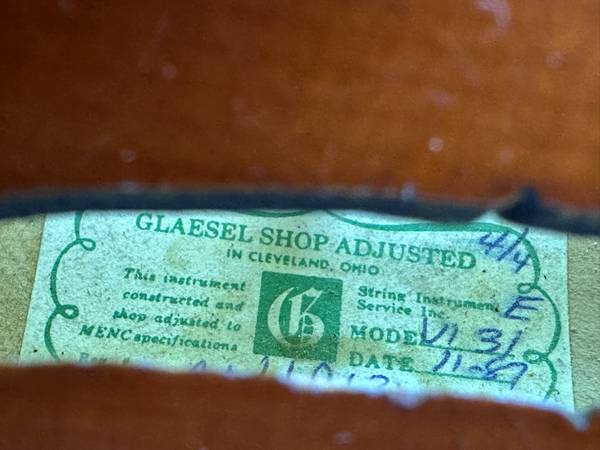 GLAESEL SHOP ADJUSTED 4/4
IN CLEVELAND, OHIO
This instrument
constructed and
shop adjusted to
MENC specifications
G
String Instrument
Service Inc. E
MODEL VI 31
DATE 11-87